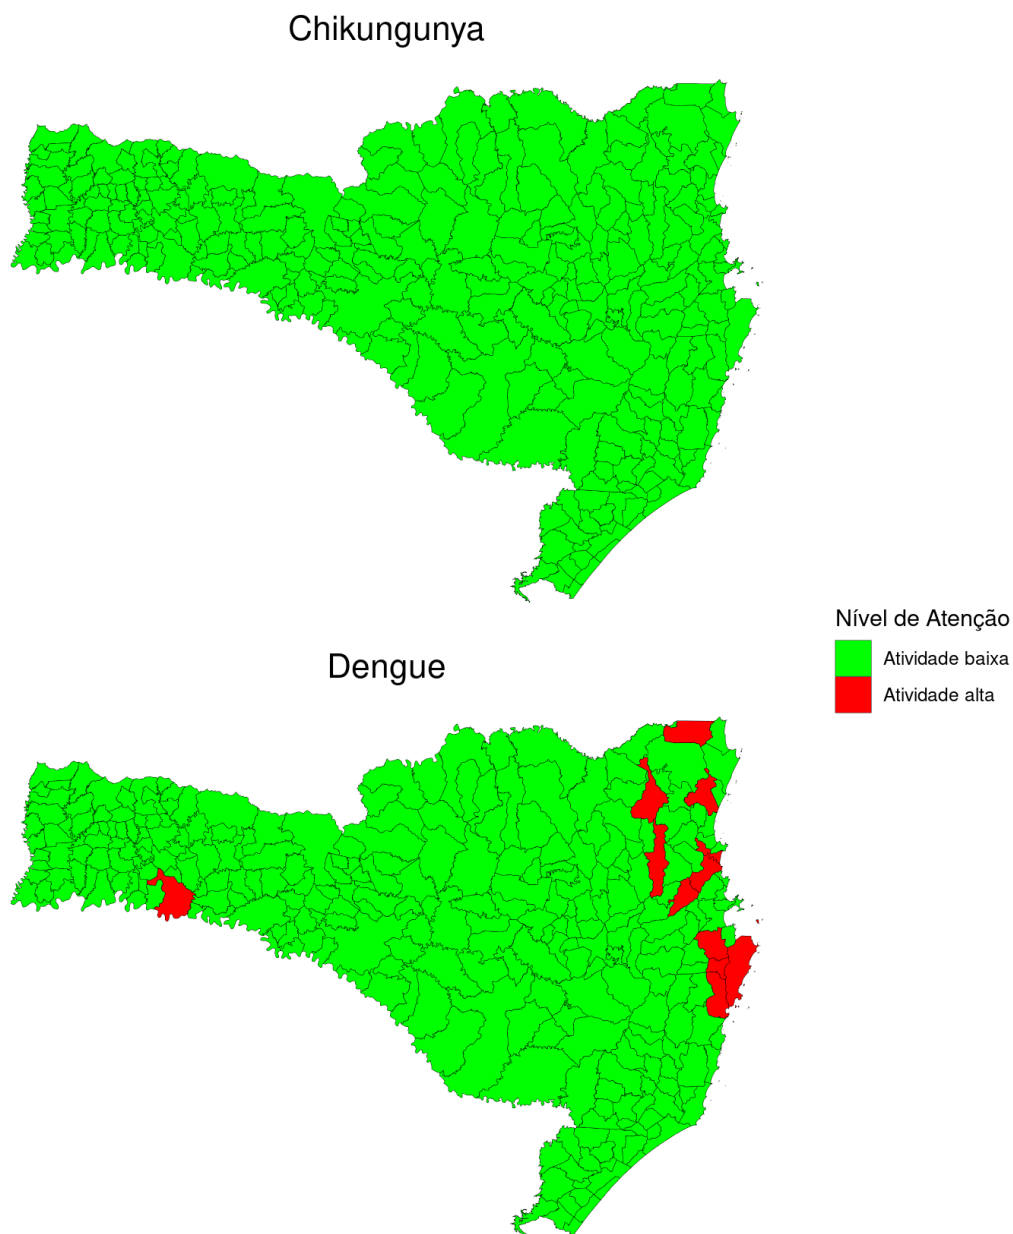 Chikungunya
Nível de Atenção
Atividade baixa
Atividade alta
Dengue